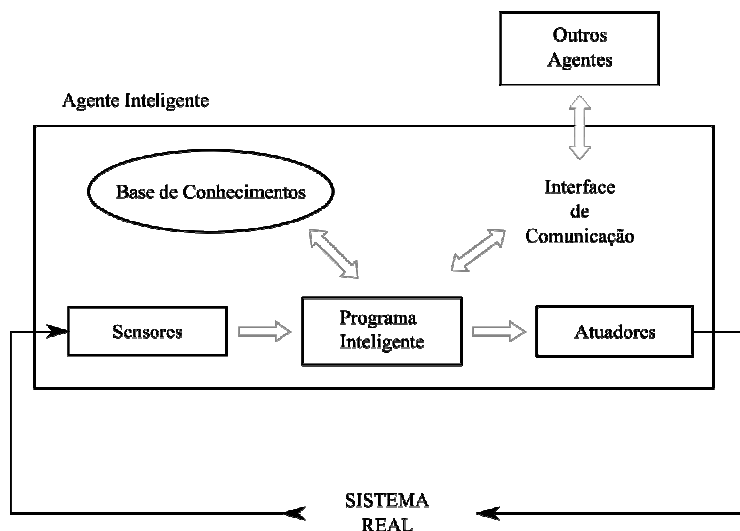 Outros
Agentes
Agente Inteligente
Base de Conhecimentos
Interface
de
Comunicação
Sensores
Programa
Inteligente
Atuadores
SISTEMA
REAL